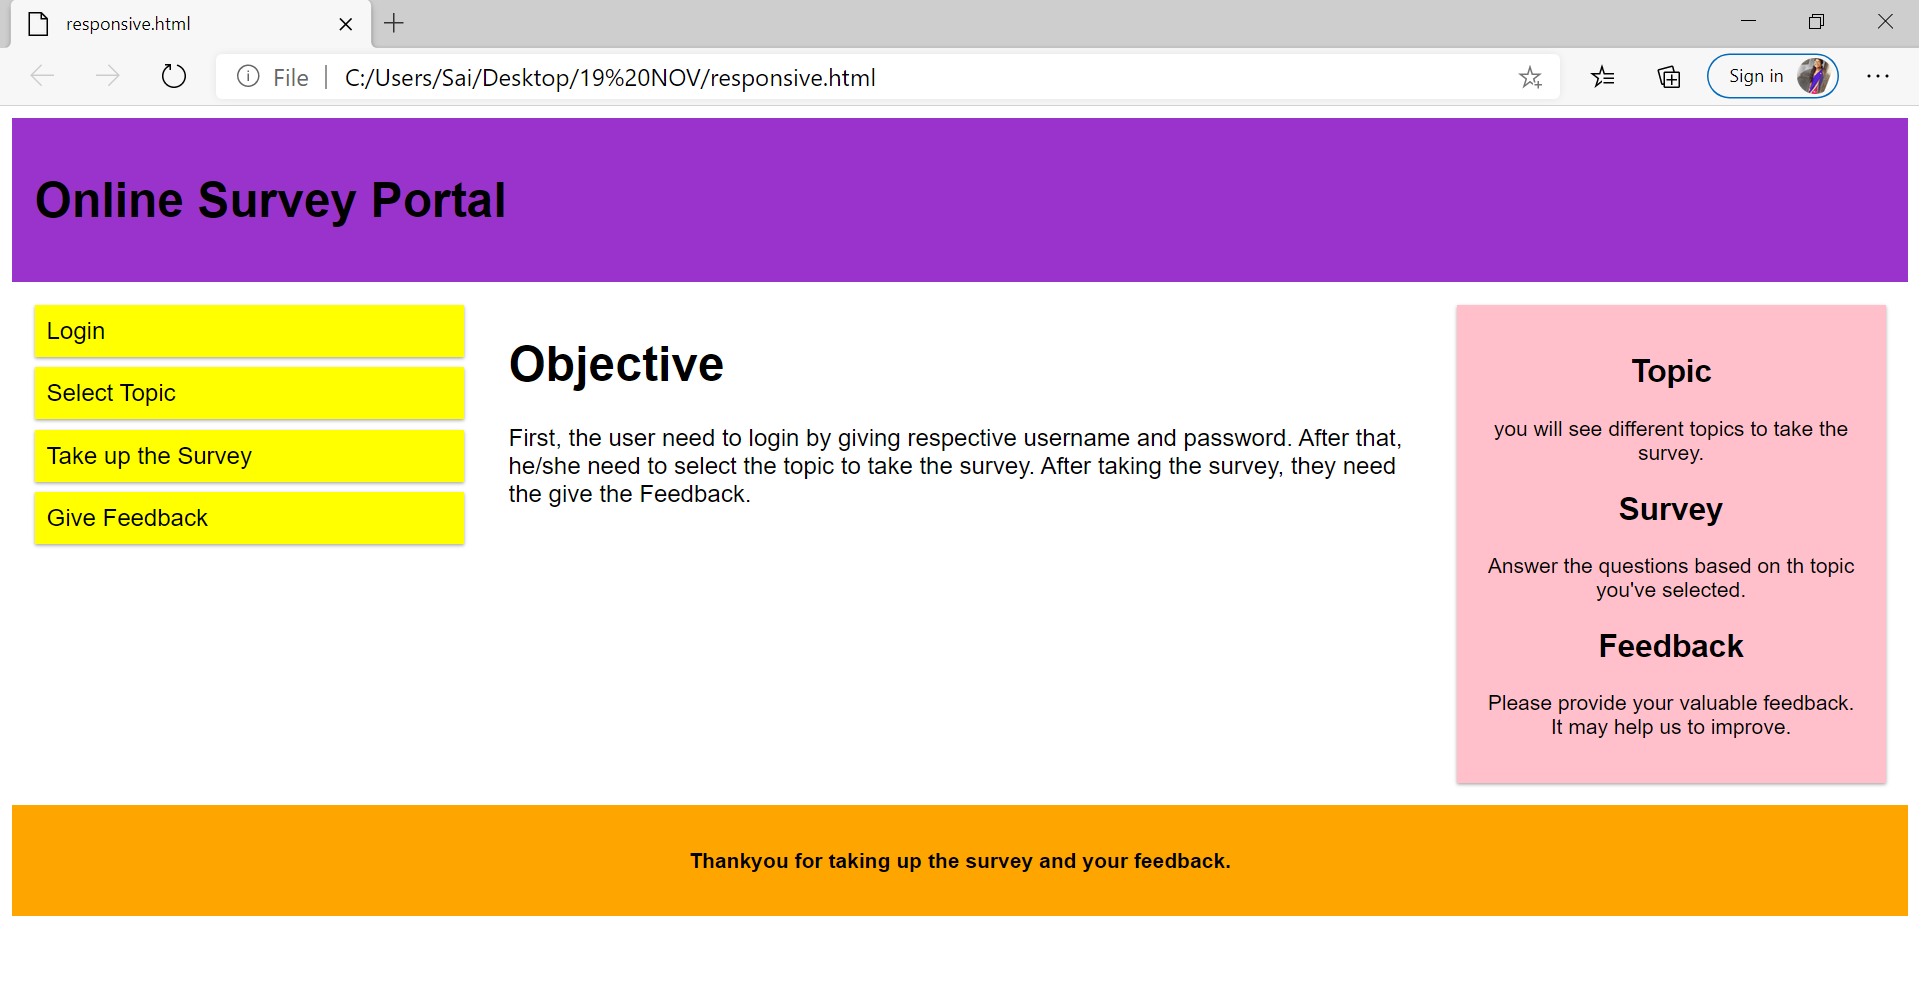 responsive.html
File
C:/Users/Sai/Desktop/19%20NOV/responsive.html
Sign in
Online Survey Portal
Login
Select Topic
Take up the Survey
Give Feedback
Objective
First, the user need to login by giving respective username and password. After that,
he/she need to select the topic to take the survey. After taking the survey, they need
the give the Feedback.
Topic
you will see different topics to take the
survey.
Survey
Answer the questions based on th topic
you've selected.
Feedback
Please provide your valuable feedback.
It may help us to improve.
Thankyou for taking up the survey and your feedback.